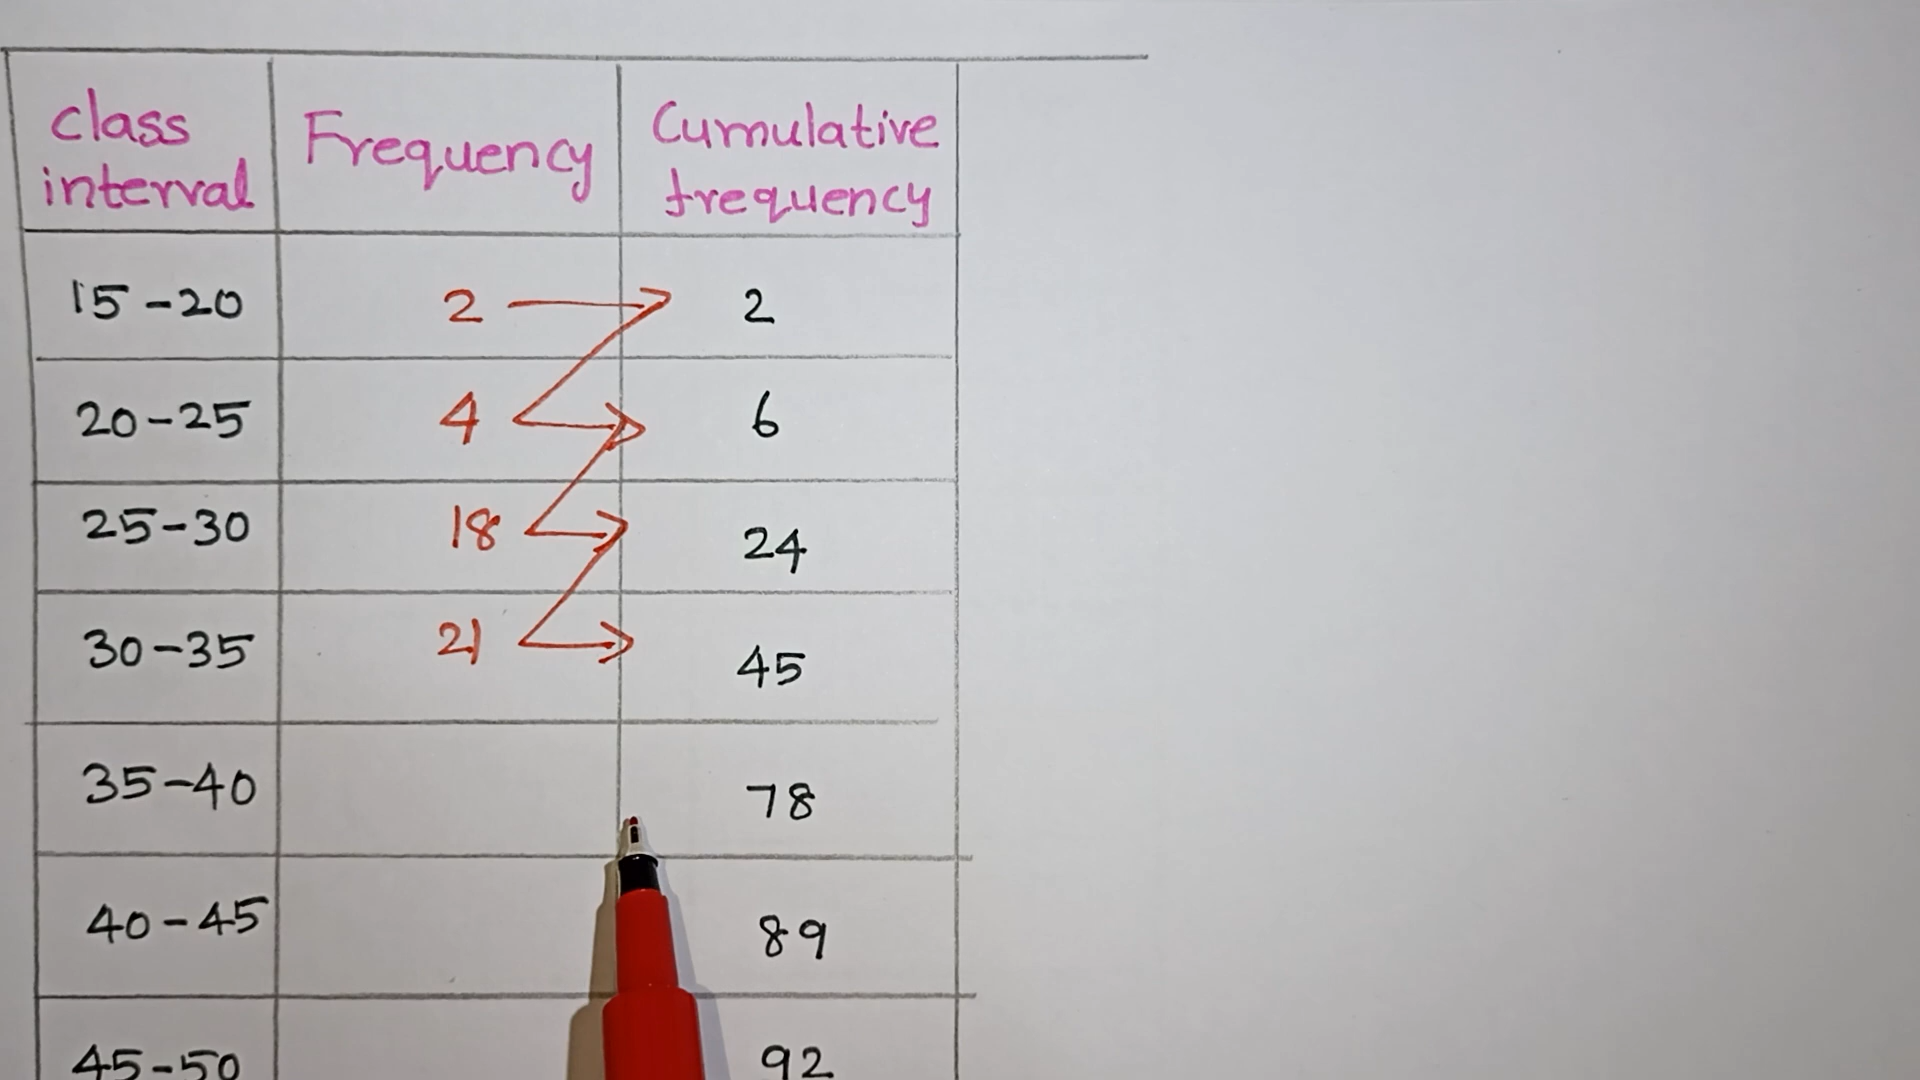 class interval Frequency Cumulative frequency
15-20 2 2
20-25 4 6
25-30 18 24
30-35 21 45
35-40 78
40-45 89
45-50 92